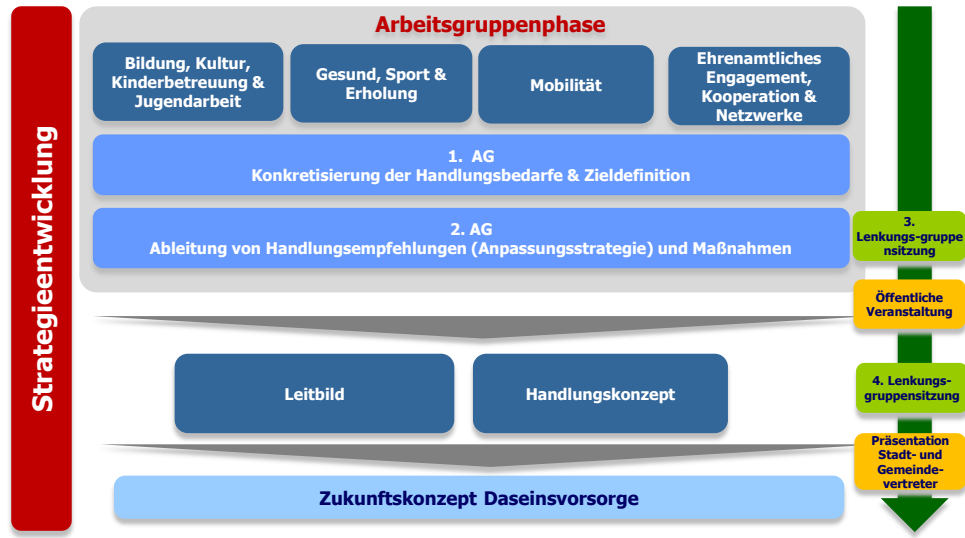 Strategieentwicklung
Arbeitsgruppenphase
Bildung, Kultur,
Kinderbetreuung &
Jugendarbeit
Gesund, Sport &
Erholung
Mobilität
Ehrenamtliches
Engagement,
Kooperation &
Netzwerke
1. AG
Konkretisierung der Handlungsbedarfe & Zieldefinition
2. AG
Ableitung von Handlungsempfehlungen (Anpassungsstrategie) und Maßnahmen
3.
Lenkungs-gruppe
nsitzung
Öffentliche
Veranstaltung
Leitbild
Handlungskonzept
4. Lenkungs-
gruppensitzung
Präsentation
Stadt- und
Gemeinde-
vertreter
Zukunftskonzept Daseinsvorsorge